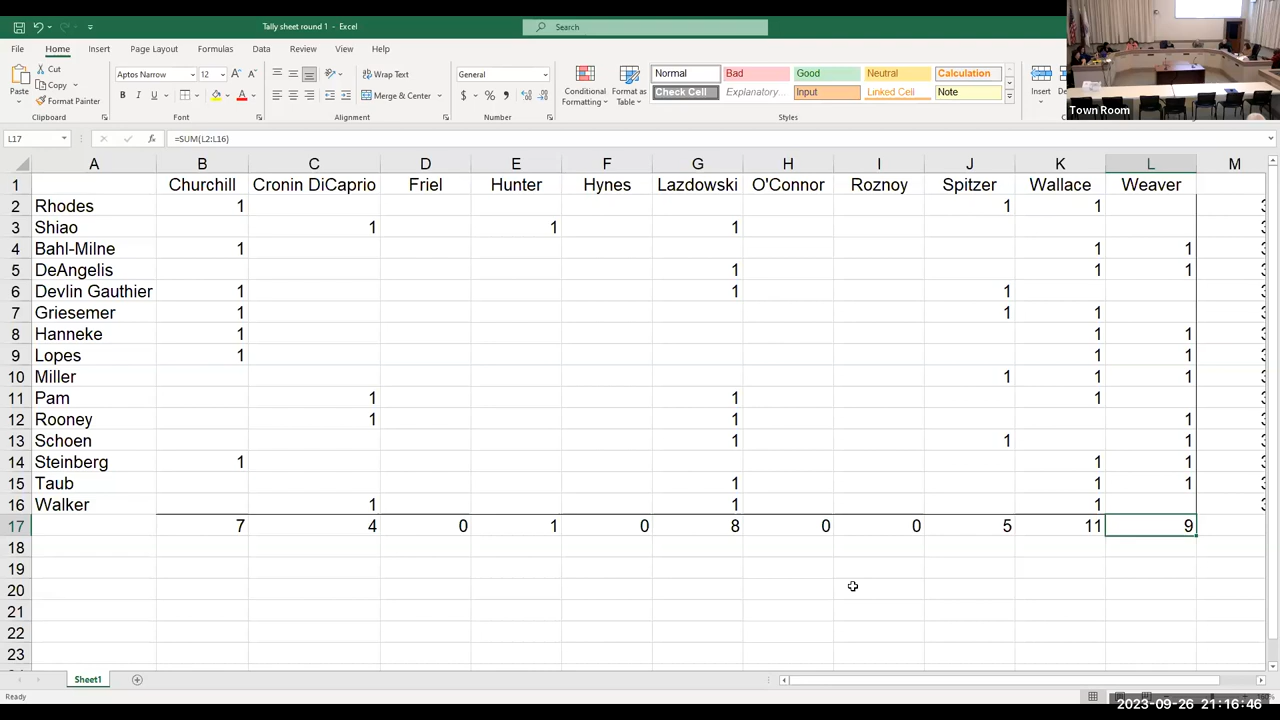 Tally sheet round 1 - Excel
Search
File Home Insert Page Layout Formulas Data Review View Help
Cut
Copy
Format Painter
Paste
Clipboard
Aptos Narrow 12
B I U
Font
Wrap Text
Merge & Center
Alignment
General
$ % ,
Number
Conditional Formatting
Format as Table
Normal Bad Good Neutral Calculation
Check Cell Explanatory... Input Linked Cell Note
Styles
Insert
Town Room
L17 fx =SUM(L2:L16)
A B C D E F G H I J K L M
1 Churchill Cronin DiCaprio Friel Hunter Hynes Lazdowski O'Connor Roznoy Spitzer Wallace Weaver
2 Rhodes 1 1 1
3 Shiao 1 1 1
4 Bahl-Milne 1 1 1
5 DeAngelis 1 1 1
6 Devlin Gauthier 1 1 1
7 Griesemer 1 1 1
8 Hanneke 1 1 1
9 Lopes 1 1 1
10 Miller 1 1 1
11 Pam 1 1 1
12 Rooney 1 1 1
13 Schoen 1 1 1
14 Steinberg 1 1 1
15 Taub 1 1 1
16 Walker 1 1 1
17 7 4 0 1 0 8 0 0 5 11 9
18
19
20
21
22
23
Sheet1
Ready
2023-09-26 21:16:46